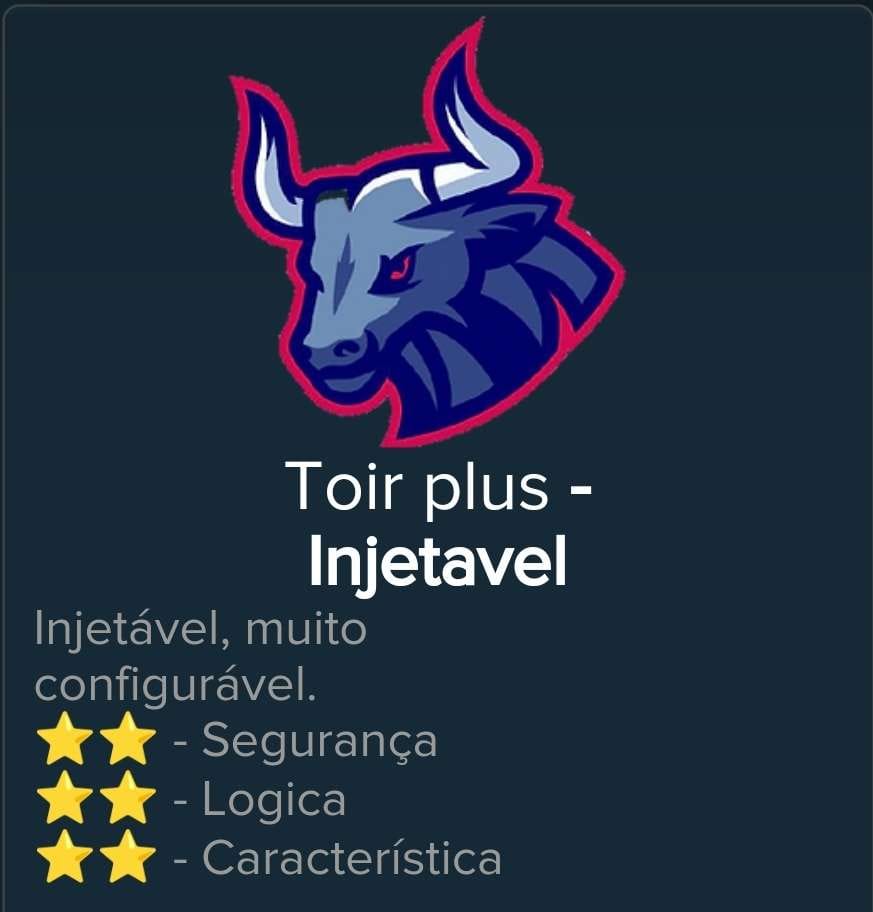 Toir plus -
Injetavel
Injetável, muito
configurável.
⭐⭐ - Segurança
⭐⭐ - Logica
⭐⭐ - Característica